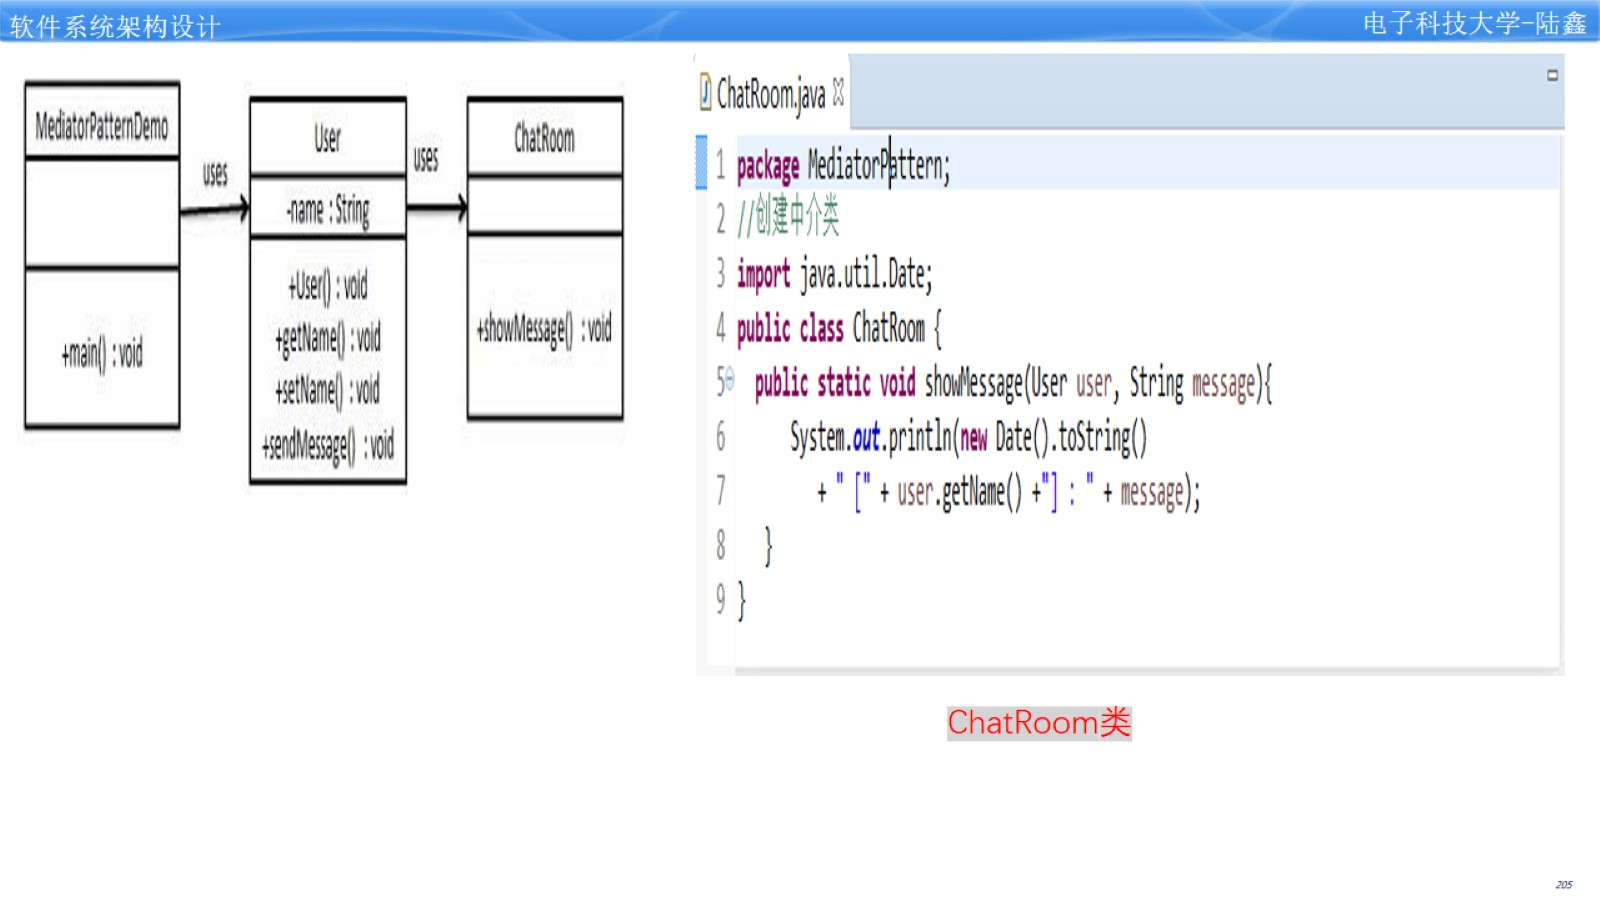 软件系统架构设计
电子科技大学-陆鑫
MediatorPatternDemo
+main() : void
uses
User
-name : String
+User() : void
+getName() : void
+setName() : void
+sendMessage() : void
uses
ChatRoom
+showMessage() : void
ChatRoom.java
1 package MediatorPattern;
2 //创建中介类
3 import java.util.Date;
4 public class ChatRoom {
5 public static void showMessage(User user, String message){
6 System.out.println(new Date().toString()
7 + " [" + user.getName() +"] : " + message);
8 }
9 }
ChatRoom类
205